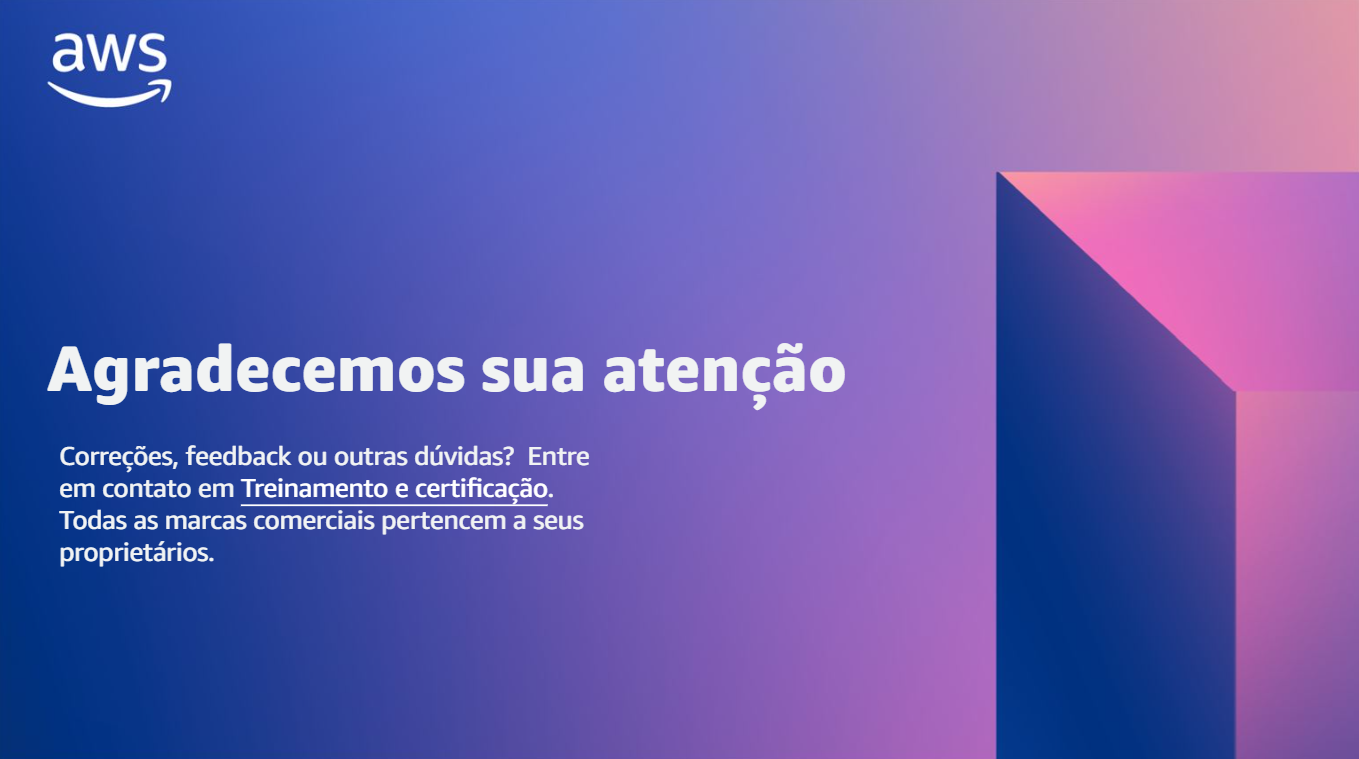 aws
Agradecemos sua atenção
Correções, feedback ou outras dúvidas?  Entre
em contato em Treinamento e certificação.
Todas as marcas comerciais pertencem a seus
proprietários.